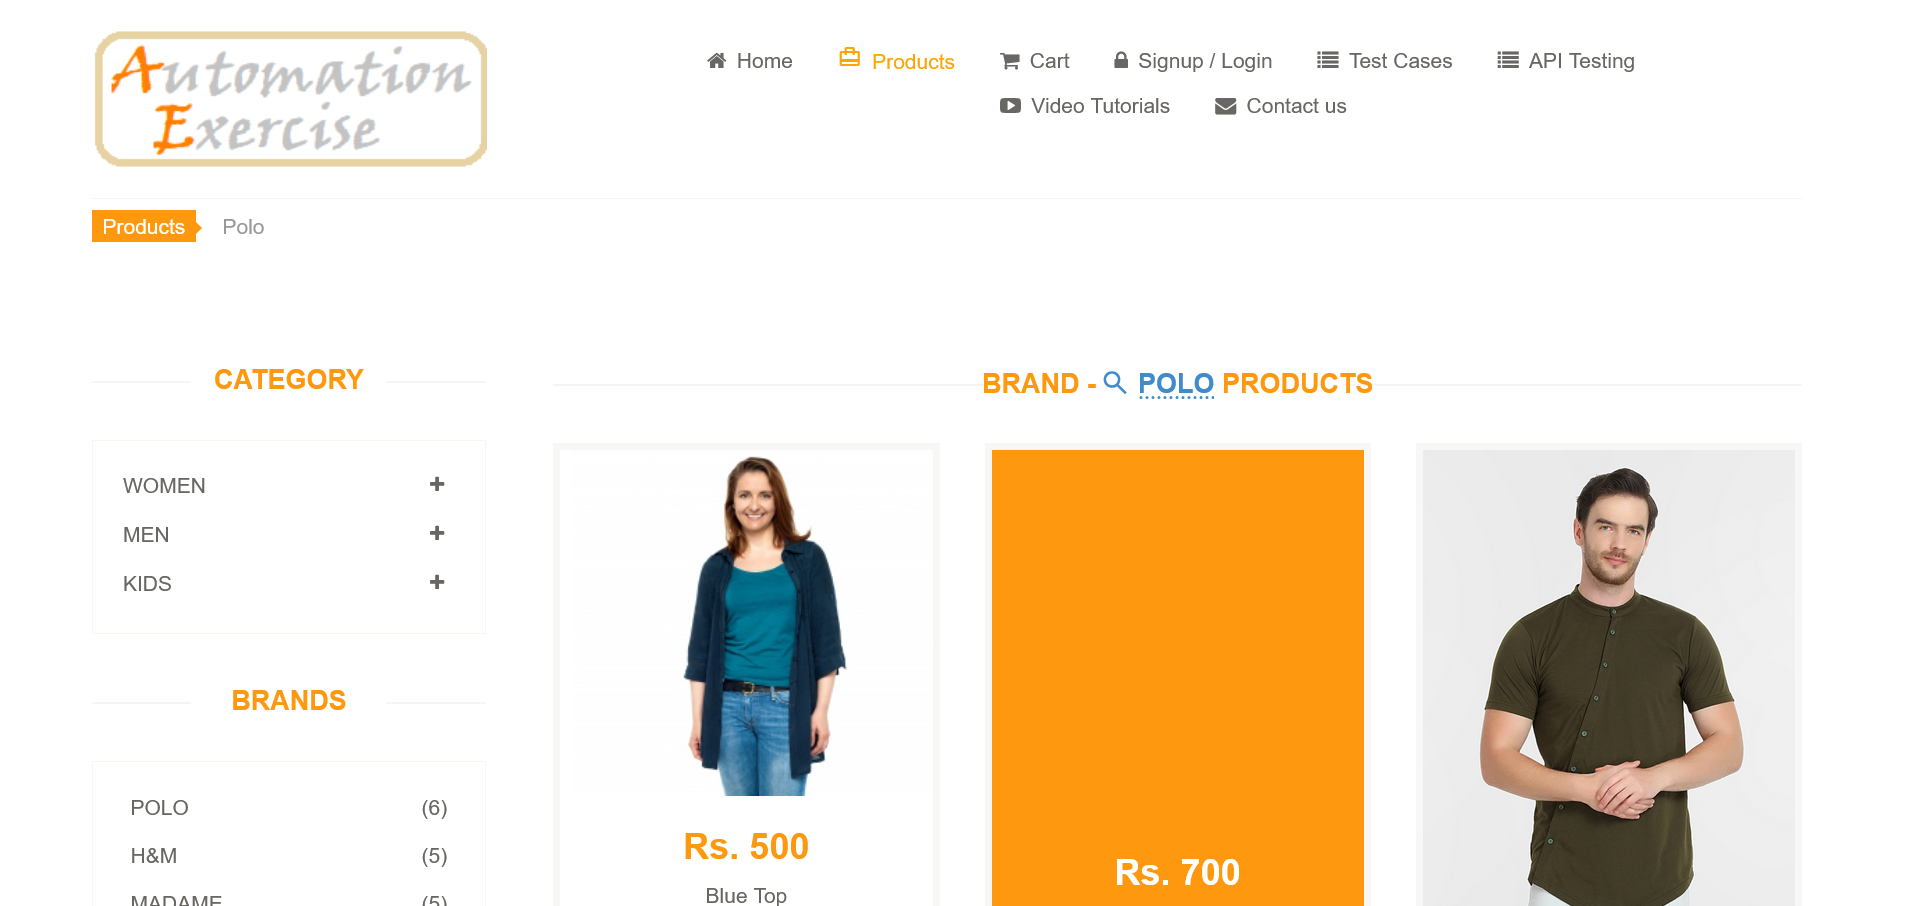 Automation
Exercise
Home
Products
Cart
Signup / Login
Test Cases
API Testing
Video Tutorials
Contact us
Products
Polo
CATEGORY
WOMEN
MEN
KIDS
BRANDS
POLO (6)
H&M (5)
MADAME (5)
BRAND - POLO PRODUCTS
Rs. 500
Blue Top
Rs. 700